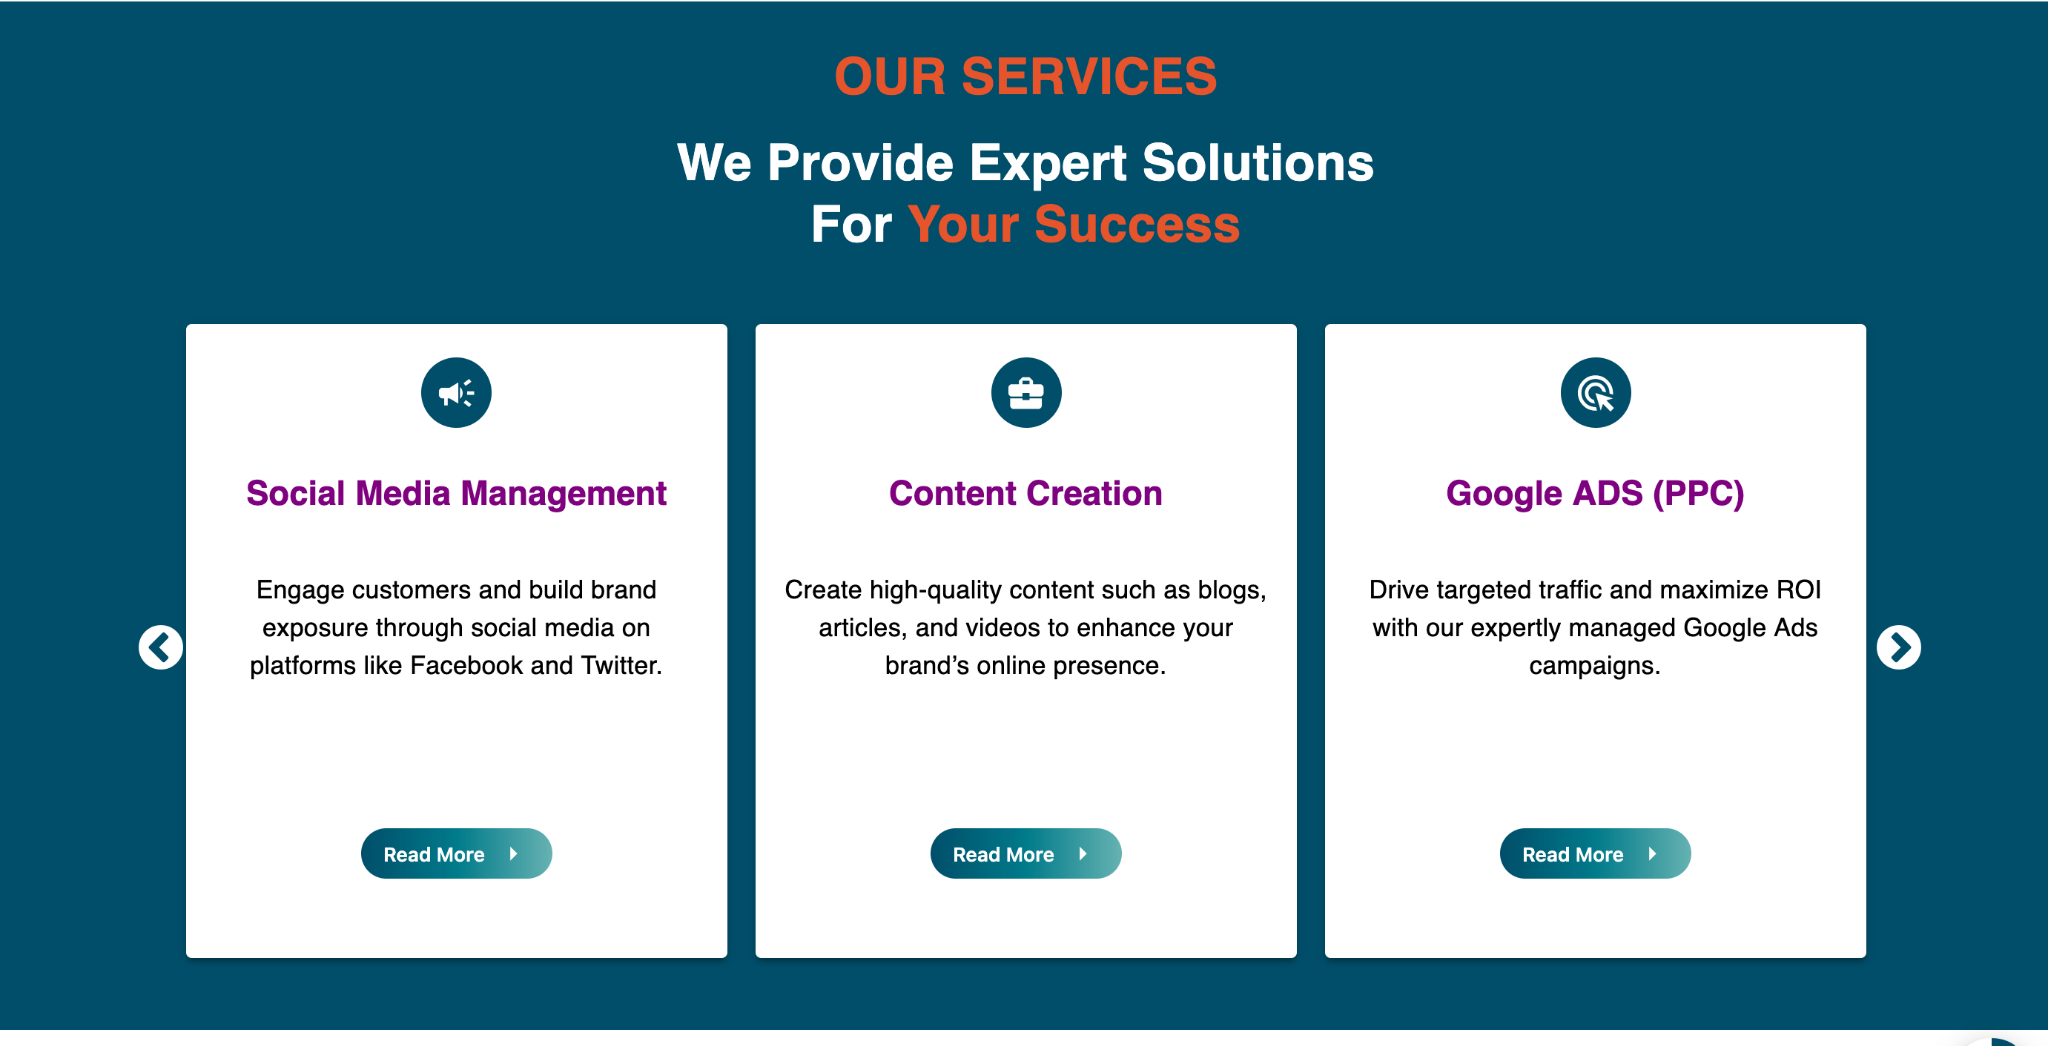 OUR SERVICES
We Provide Expert Solutions
For Your Success
Social Media Management
Engage customers and build brand
exposure through social media on
platforms like Facebook and Twitter.
Read More
Content Creation
Create high-quality content such as blogs,
articles, and videos to enhance your
brand’s online presence.
Read More
Google ADS (PPC)
Drive targeted traffic and maximize ROI
with our expertly managed Google Ads
campaigns.
Read More